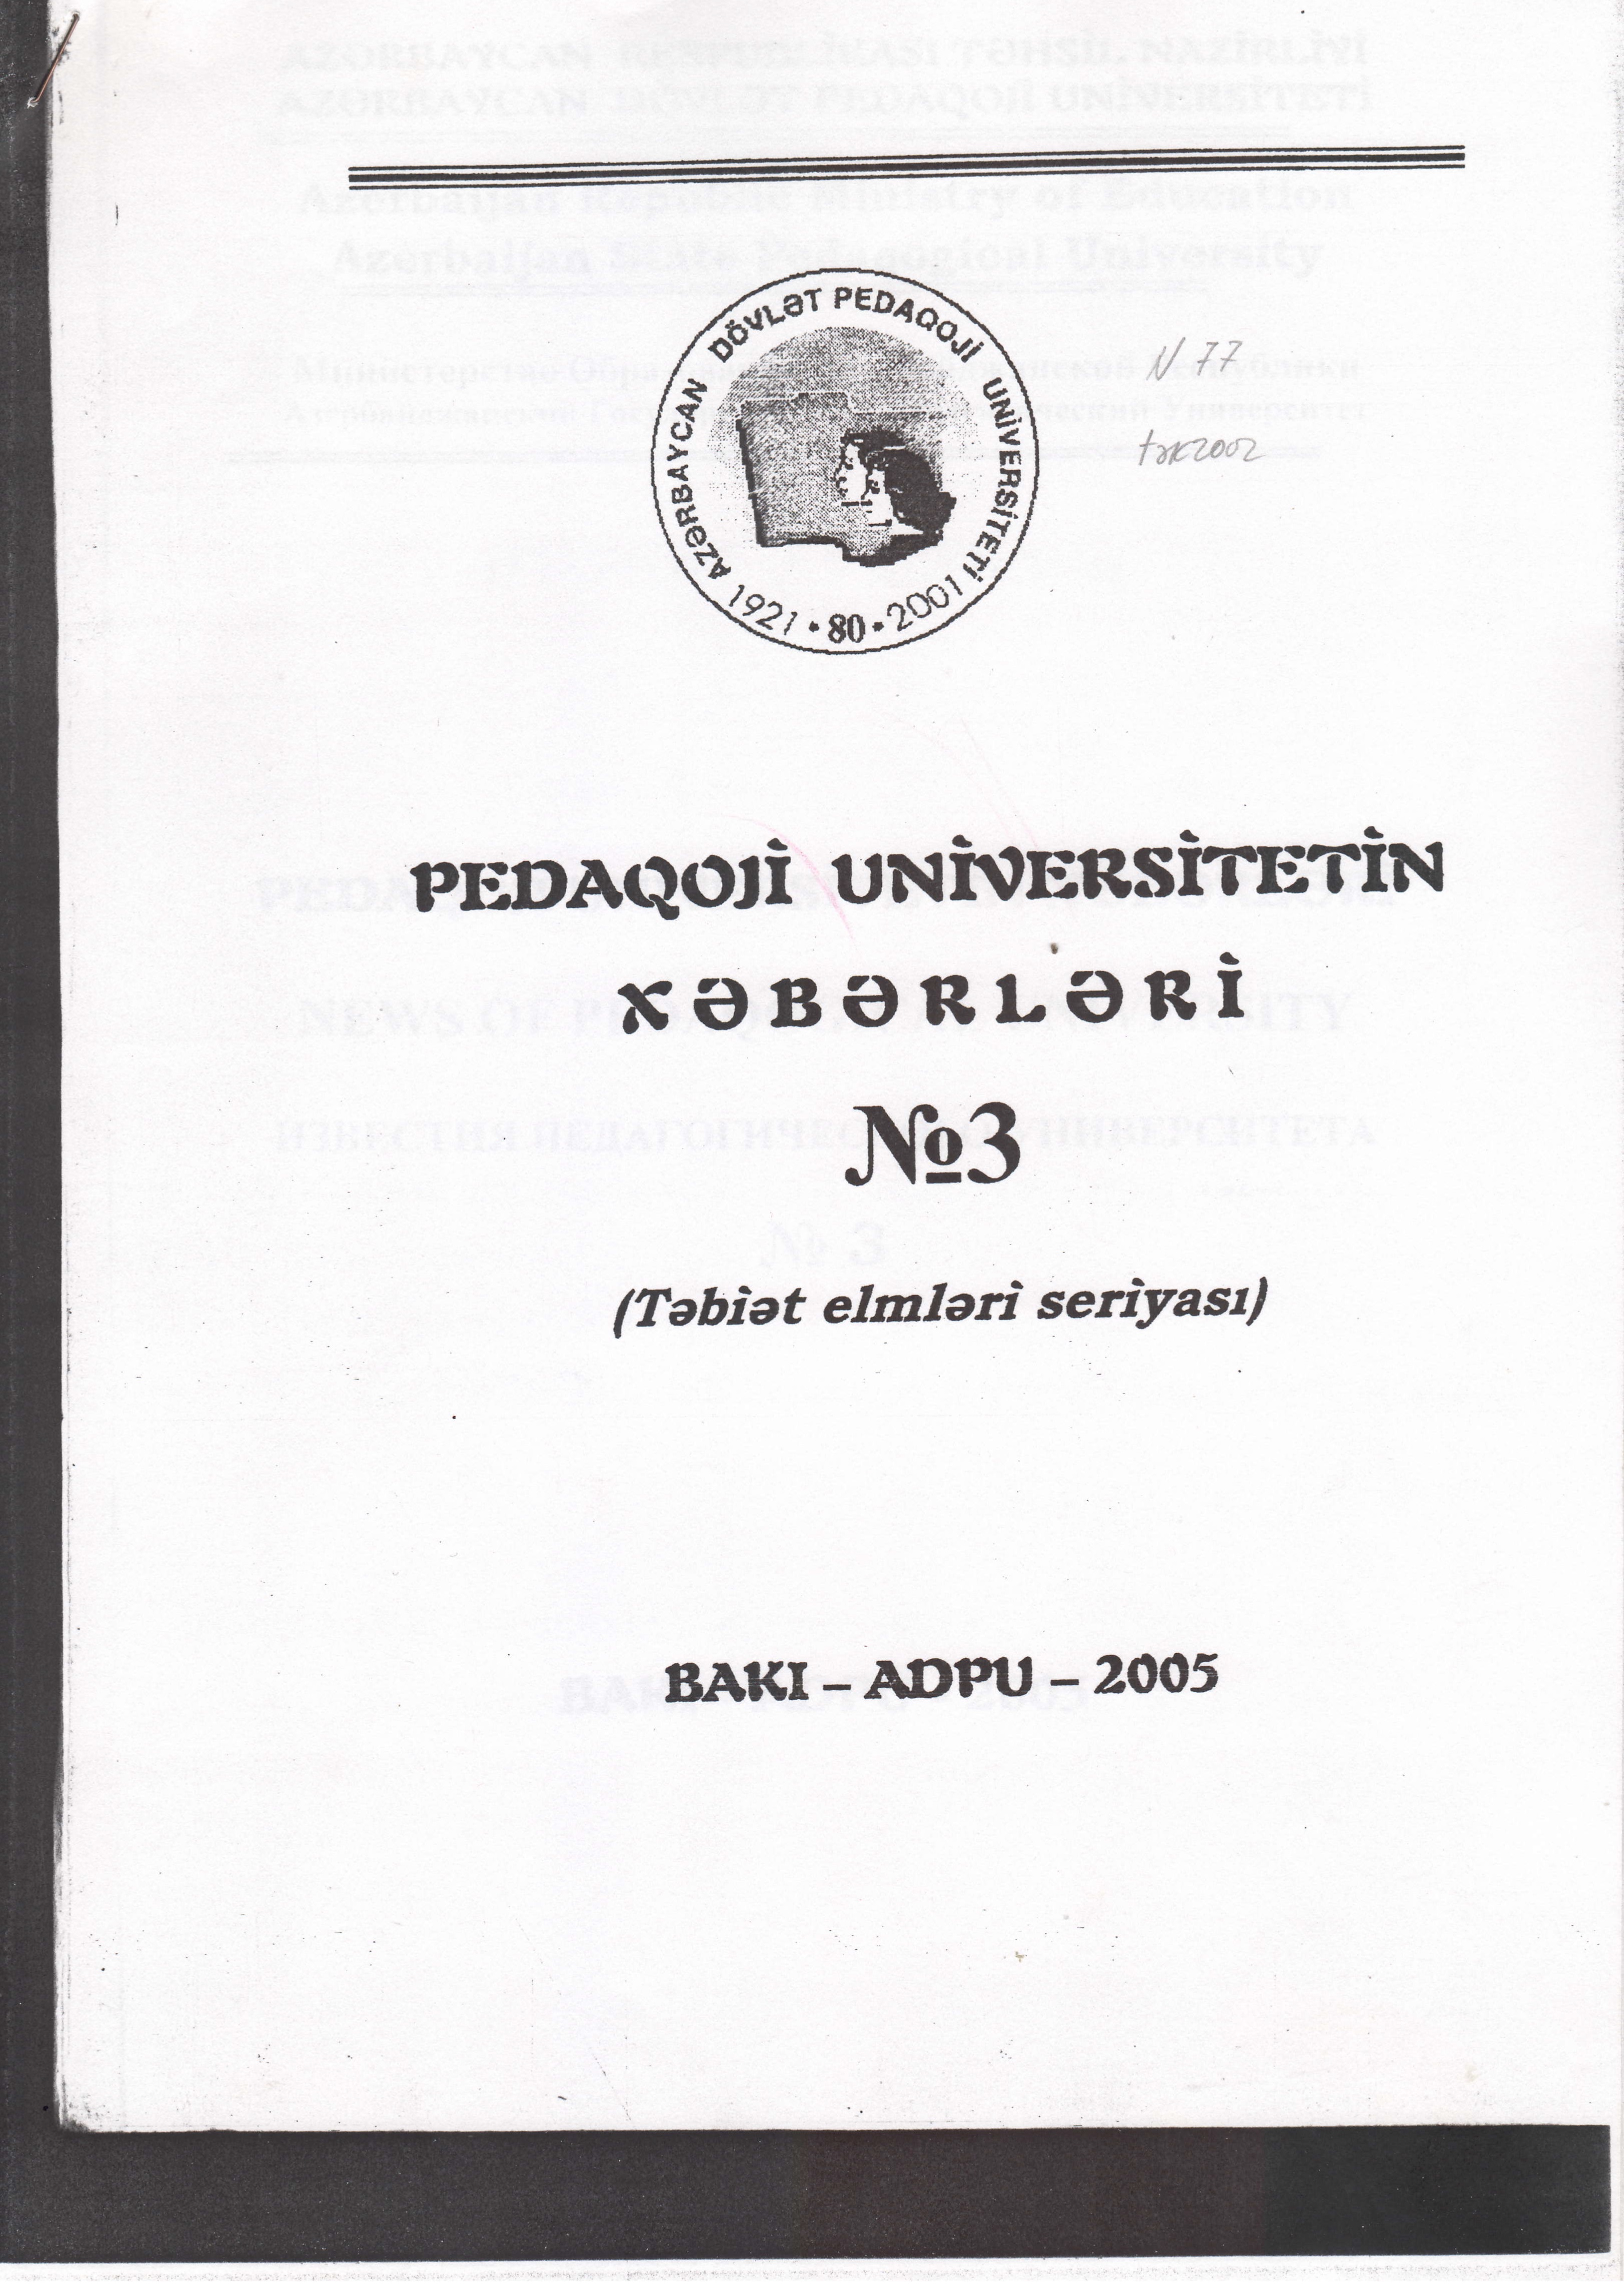 AZƏRBAYCAN DÖVLƏT PEDAQOJİ UNİVERSİTETİ
1921 • 80 • 2001
N 77
PEDAQOJİ UNİVERSİTETİN
XƏBƏRLƏRİ
№3
(Təbiət elmləri seriyası)
BAKI – ADPU – 2005
AZƏRBAYCAN RESPUBLİKASI TƏHSİL NAZİRLİYİ
AZƏRBAYCAN DÖVLƏT PEDAQOJİ UNİVERSİTETİ
Azerbaijan Republic Ministry of Education
Azerbaijan State Pedagogical University